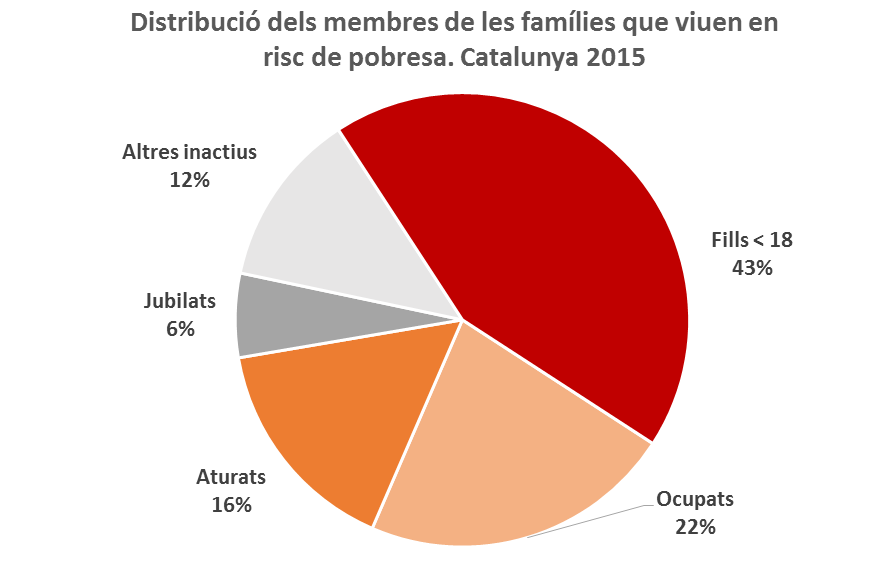 Distribució dels membres de les famílies que viuen en
risc de pobresa. Catalunya 2015
Altres inactius
12%
Fills < 18
43%
Jubilats
6%
Aturats
16%
Ocupats
22%